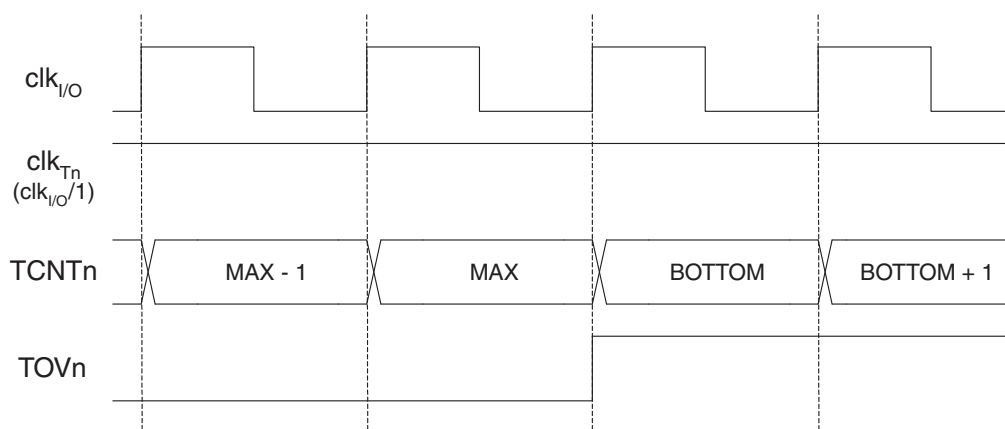 clkI/O
clkTn
(clkI/O/1)
TCNTn MAX - 1 MAX BOTTOM BOTTOM + 1
TOVn